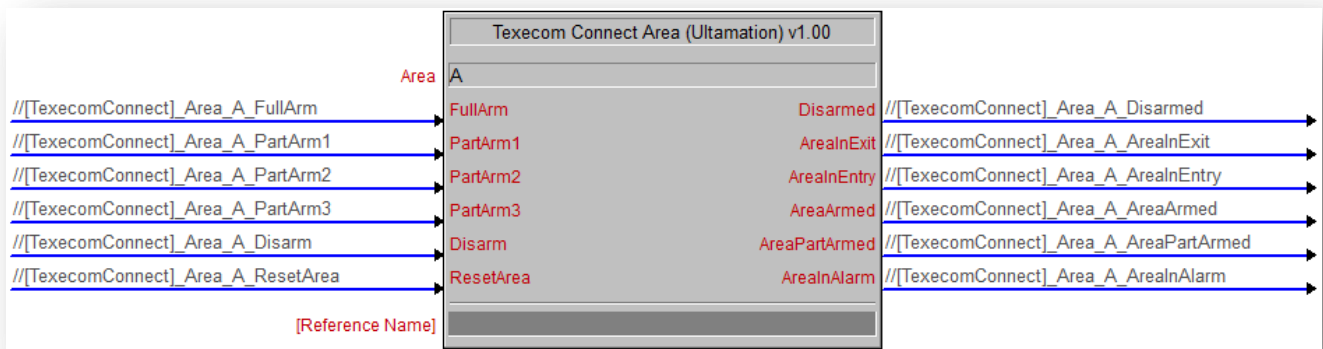 Texecom Connect Area (Ultamation) v1.00
Area A
//[TexecomConnect]_Area_A_FullArm FullArm Disarmed //[TexecomConnect]_Area_A_Disarmed
//[TexecomConnect]_Area_A_PartArm1 PartArm1 AreaInExit //[TexecomConnect]_Area_A_AreaInExit
//[TexecomConnect]_Area_A_PartArm2 PartArm2 AreaInEntry //[TexecomConnect]_Area_A_AreaInEntry
//[TexecomConnect]_Area_A_PartArm3 PartArm3 AreaArmed //[TexecomConnect]_Area_A_AreaArmed
//[TexecomConnect]_Area_A_Disarm Disarm AreaPartArmed //[TexecomConnect]_Area_A_AreaPartArmed
//[TexecomConnect]_Area_A_ResetArea ResetArea AreaInAlarm //[TexecomConnect]_Area_A_AreaInAlarm
[Reference Name]